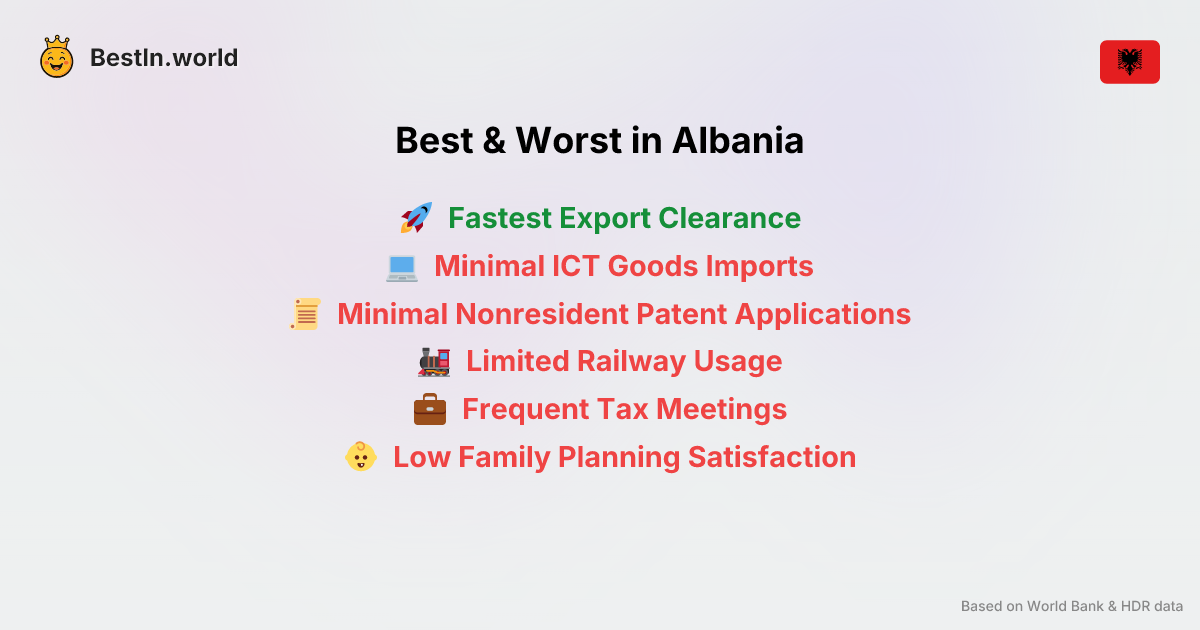 BestIn.world
Best & Worst in Albania
Fastest Export Clearance
Minimal ICT Goods Imports
Minimal Nonresident Patent Applications
Limited Railway Usage
Frequent Tax Meetings
Low Family Planning Satisfaction
Based on World Bank & HDR data